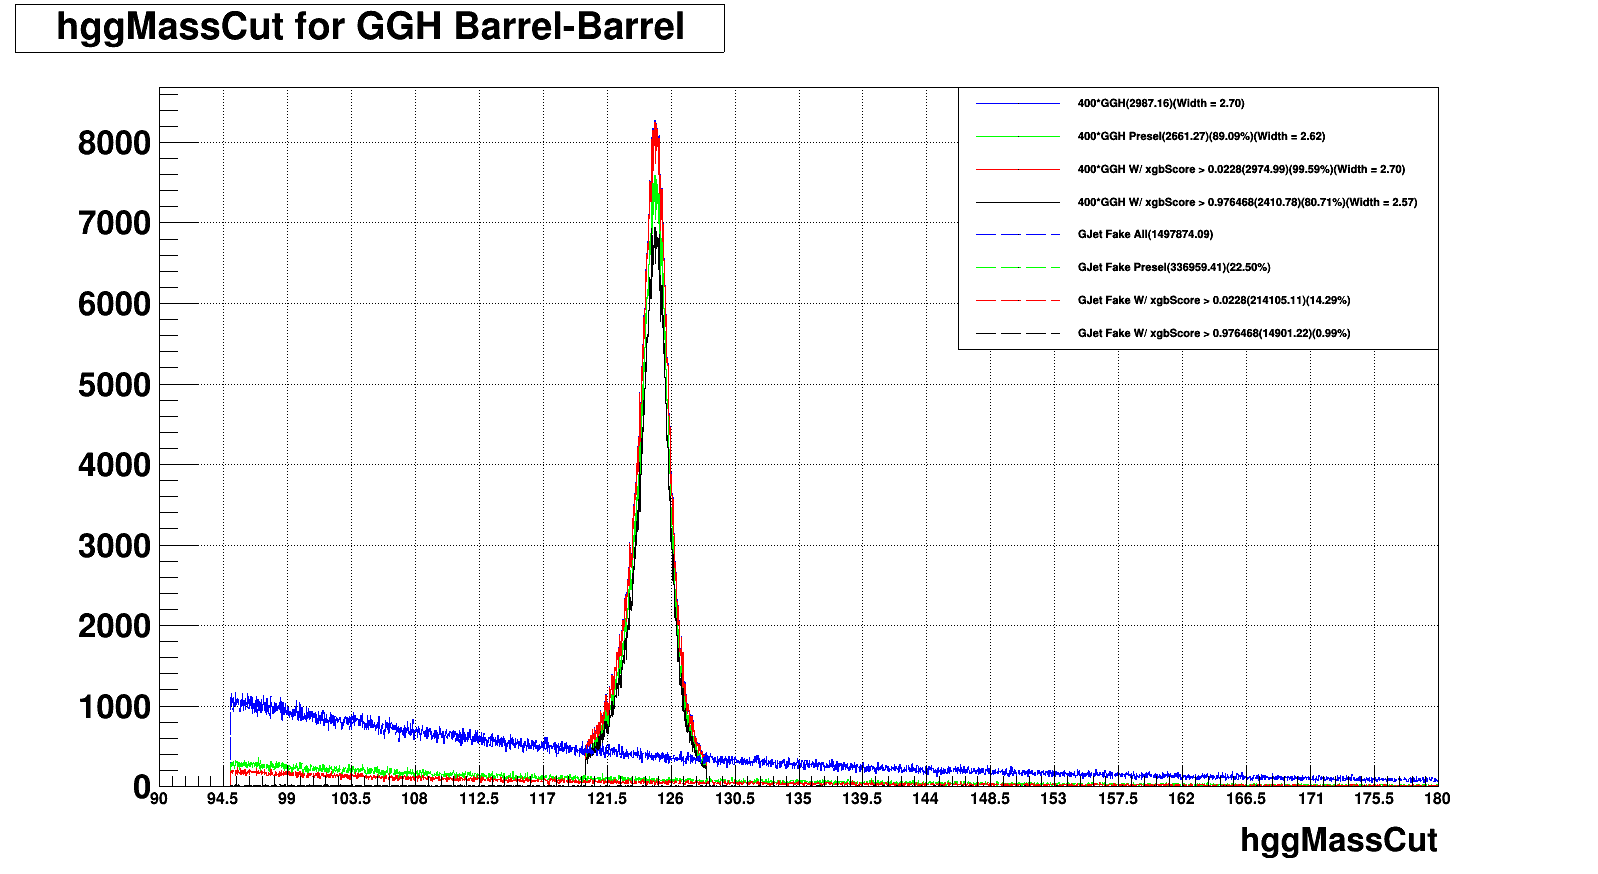 hggMassCut for GGH Barrel-Barrel
400*GGH(2987.16)(Width = 2.70)
400*GGH Presel(2661.27)(89.09%)(Width = 2.62)
400*GGH W/ xgbScore > 0.0228(2974.99)(99.59%)(Width = 2.70)
400*GGH W/ xgbScore > 0.976468(2410.78)(80.71%)(Width = 2.57)
GJet Fake All(1497874.09)
GJet Fake Presel(336959.41)(22.50%)
GJet Fake W/ xgbScore > 0.0228(214105.11)(14.29%)
GJet Fake W/ xgbScore > 0.976468(14901.22)(0.99%)
8000
7000
6000
5000
4000
3000
2000
1000
0
90 94.5 99 103.5 108 112.5 117 121.5 126 130.5 135 139.5 144 148.5 153 157.5 162 166.5 171 175.5 180
hggMassCut